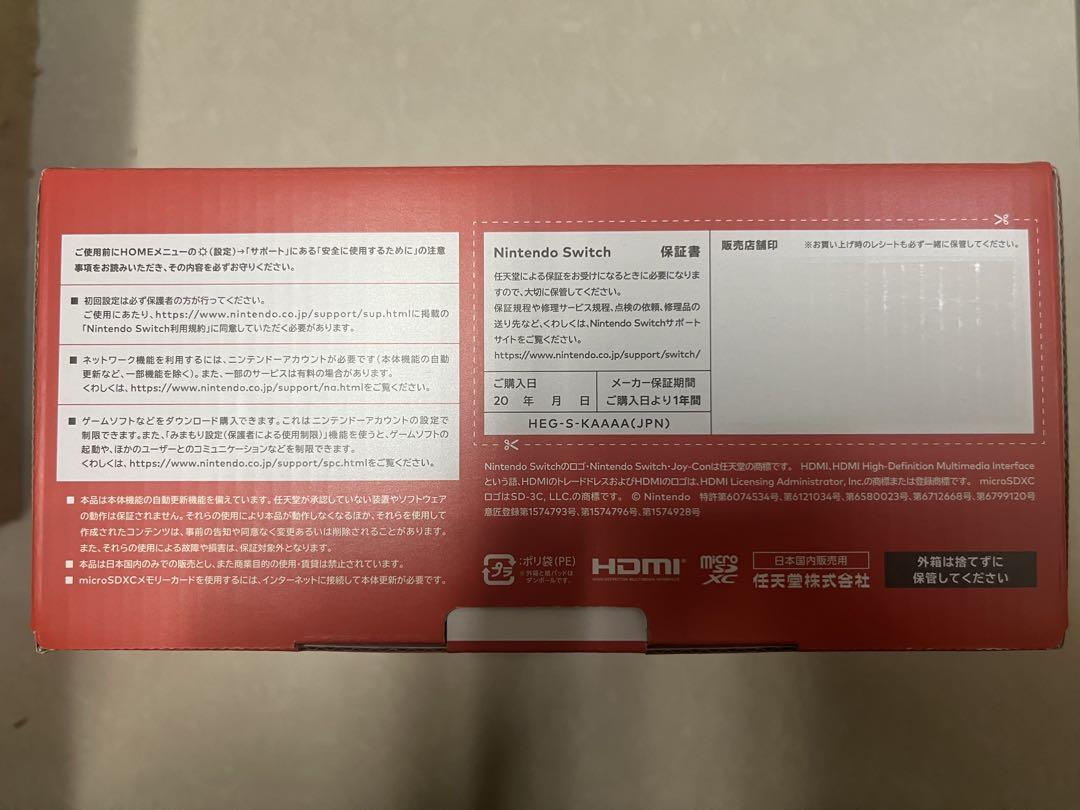 ご使用前にHOMEメニューの(設定)→「サポート」にある「安全に使用するために」の注意
事項をお読みいただき、その内容を必ずお守りください。
■ 初回設定は必ず保護者の方が行ってください。
ご使用にあたり、https://www.nintendo.co.jp/support/sup.htmlに掲載の
「Nintendo Switch利用規約」に同意していただく必要があります。
■ ネットワーク機能を利用するには、ニンテンドーアカウントが必要です(本体機能の自動
更新など、一部機能を除く)。また、一部のサービスは有料の場合があります。
くわしくは、https://www.nintendo.co.jp/support/na.htmlをご覧ください。
■ ゲームソフトなどをダウンロード購入できます。これはニンテンドーアカウントの設定で
制限できます。また、「みまもり設定(保護者による使用制限)」機能を使うと、ゲームソフトの
起動や、ほかのユーザーとのコミュニケーションなどを制限できます。
くわしくは、https://www.nintendo.co.jp/support/spc.htmlをご覧ください。
■ 本品は本体機能の自動更新機能を備えています。任天堂が承認していない装置やソフトウェア
の動作は保証されません。それらの使用により本品が動作しなくなるほか、それらを使用して
作成されたコンテンツは、事前の告知や同意なく変更あるいは削除されることがあります。
また、それらの使用による故障や損害は、保証対象外となります。
■ 本品は日本国内のみでの販売とし、また商業目的の使用・賃貸は禁止されています。
■ microSDXCメモリーカードを使用するには、インターネットに接続して本体更新が必要です。
Nintendo Switch 保証書
任天堂による保証をお受けになるときに必要になりま
すので、大切に保管してください。
保証規程や修理サービス規程、点検の依頼、修理品の
送り先など、くわしくは、Nintendo Switchサポート
サイトをご覧ください。
https://www.nintendo.co.jp/support/switch/
ご購入日
20 年 月 日
メーカー保証期間
ご購入日より1年間
HEG-S-KAAAA(JPN)
販売店舗印 ※お買い上げ時のレシートも必ず一緒に保管してください。
Nintendo Switchのロゴ・Nintendo Switch・Joy-Conは任天堂の商標です。 HDMI、HDMI High-Definition Multimedia Interface
という語、HDMIのトレードドレスおよびHDMIのロゴは、HDMI Licensing Administrator, Inc.の商標または登録商標です。 microSDXC
ロゴはSD-3C, LLC.の商標です。 © Nintendo 特許第6074534号、第6121034号、第6580023号、第6712668号、第6799120号
意匠登録第1574793号、第1574796号、第1574928号
プラ
:ポリ袋(PE)
※外箱と紙パッドは
ダンボールです。
HDMI
HIGH-DEFINITION MULTIMEDIA INTERFACE
micro
SD
XC
日本国内販売用
任天堂株式会社
外箱は捨てずに
保管してください